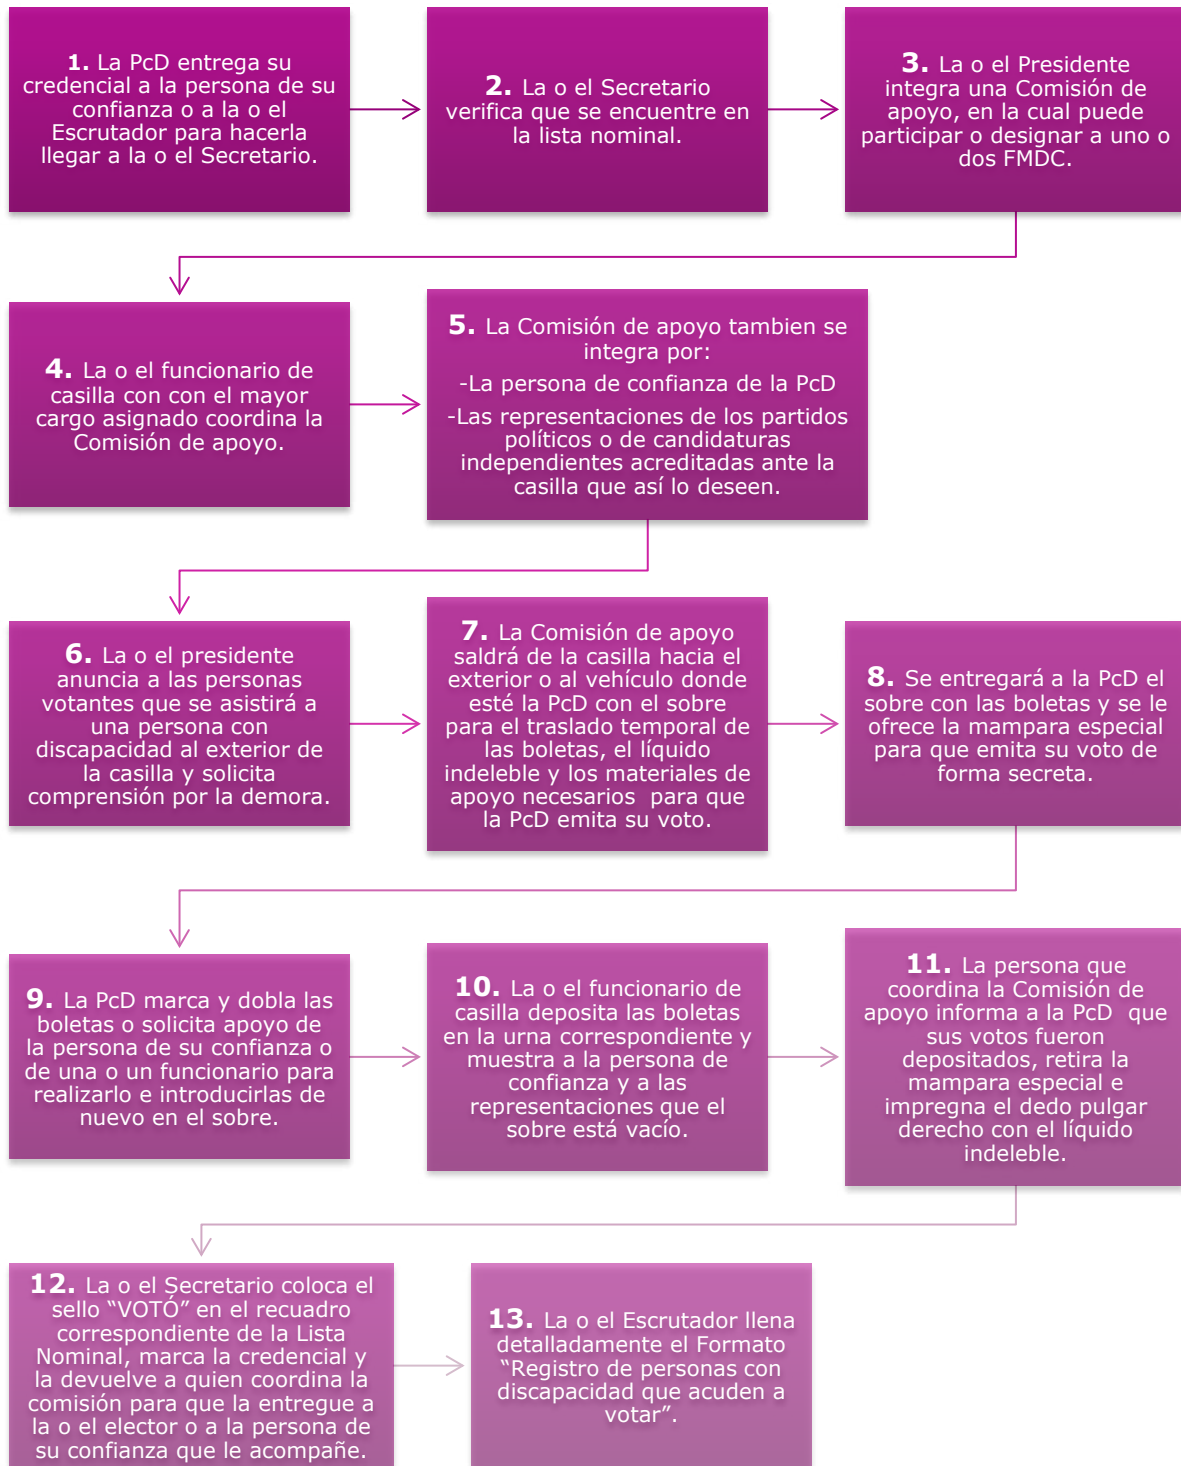 1. La PcD entrega su
credencial a la persona de su
confianza o a la o el
Escrutador para hacerla
llegar a la o el Secretario.
2. La o el Secretario
verifica que se encuentre en
la lista nominal.
3. La o el Presidente
integra una Comisión de
apoyo, en la cual puede
participar o designar a uno o
dos FMDC.
4. La o el funcionario de
casilla con con el mayor
cargo asignado coordina la
Comisión de apoyo.
5. La Comisión de apoyo tambien se
integra por:
-La persona de confianza de la PcD
-Las representaciones de los partidos
políticos o de candidaturas
independientes acreditadas ante la
casilla que así lo deseen.
6. La o el presidente
anuncia a las personas
votantes que se asistirá a
una persona con
discapacidad al exterior de
la casilla y solicita
comprensión por la demora.
7. La Comisión de apoyo
saldrá de la casilla hacia el
exterior o al vehículo donde
esté la PcD con el sobre
para el traslado temporal de
las boletas, el líquido
indeleble y los materiales de
apoyo necesarios para que
la PcD emita su voto.
8. Se entregará a la PcD el
sobre con las boletas y se le
ofrece la mampara especial
para que emita su voto de
forma secreta.
9. La PcD marca y dobla las
boletas o solicita apoyo de
la persona de su confianza o
de una o un funcionario para
realizarlo e introducirlas de
nuevo en el sobre.
10. La o el funcionario de
casilla deposita las boletas
en la urna correspondiente y
muestra a la persona de
confianza y a las
representaciones que el
sobre está vacío.
11. La persona que
coordina la Comisión de
apoyo informa a la PcD que
sus votos fueron
depositados, retira la
mampara especial e
impregna el dedo pulgar
derecho con el líquido
indeleble.
12. La o el Secretario coloca el
sello “VOTÓ” en el recuadro
correspondiente de la Lista
Nominal, marca la credencial y
la devuelve a quien coordina la
comisión para que la entregue a
la o el elector o a la persona de
su confianza que le acompañe.
13. La o el Escrutador llena
detalladamente el Formato
“Registro de personas con
discapacidad que acuden a
votar”.